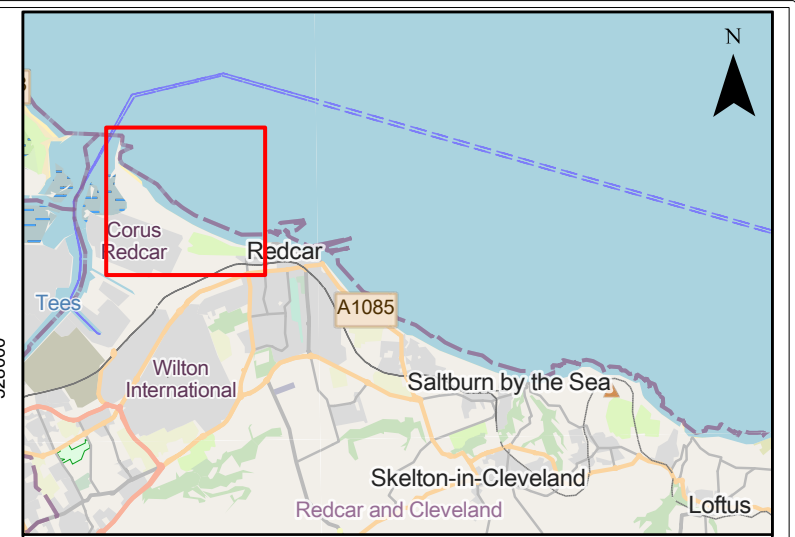 N
Corus
Redcar
Redcar
Tees
A1085
Wilton
International
Saltburn by the Sea
Skelton-in-Cleveland
Redcar and Cleveland
Loftus